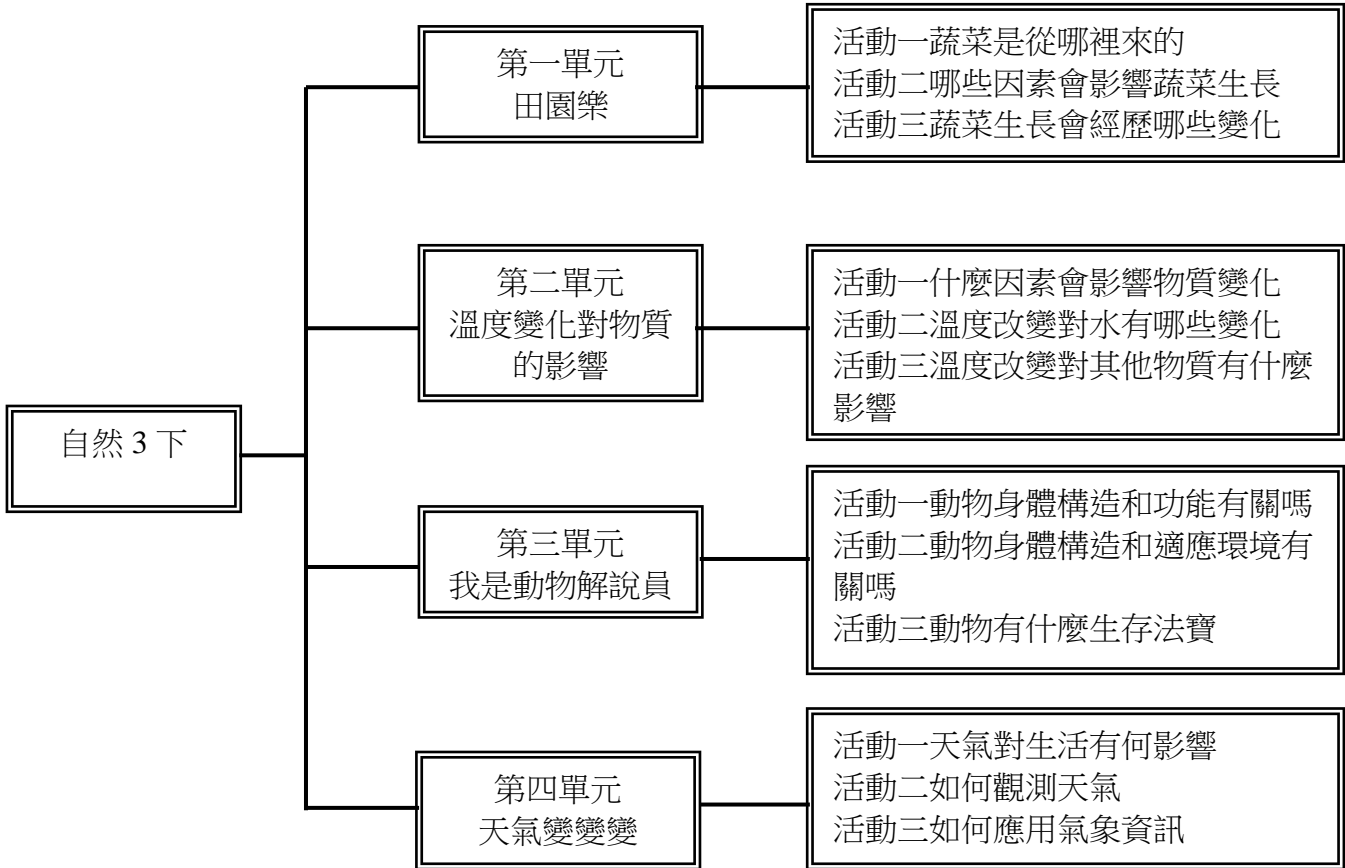 自然 3 下
第一單元
田園樂
活動一蔬菜是從哪裡來的
活動二哪些因素會影響蔬菜生長
活動三蔬菜生長會經歷哪些變化
第二單元
溫度變化對物質
的影響
活動一什麼因素會影響物質變化
活動二溫度改變對水有哪些變化
活動三溫度改變對其他物質有什麼
影響
第三單元
我是動物解說員
活動一動物身體構造和功能有關嗎
活動二動物身體構造和適應環境有
關嗎
活動三動物有什麼生存法寶
第四單元
天氣變變變
活動一天氣對生活有何影響
活動二如何觀測天氣
活動三如何應用氣象資訊